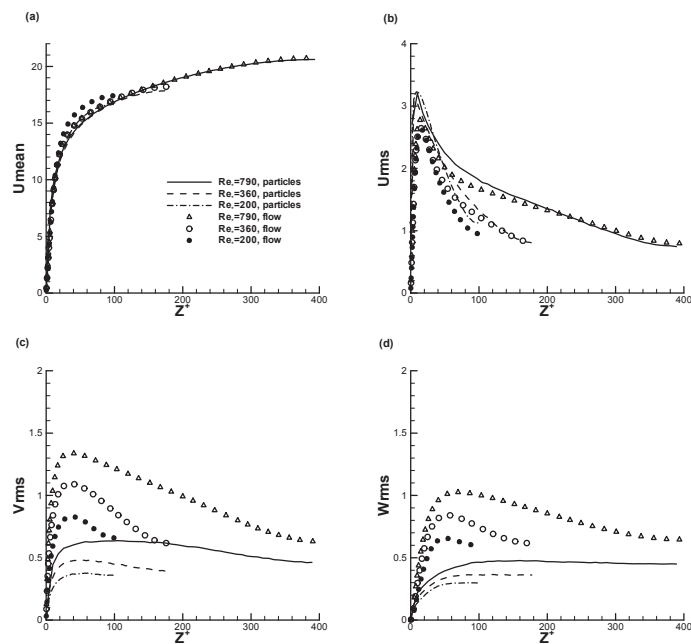 (a)
(b)
20
15
10
5
0
Umean
0 100 200 300 400
Z+
Reτ=790, particles
Reτ=360, particles
Reτ=200, particles
Reτ=790, flow
Reτ=360, flow
Reτ=200, flow
4
3
2
1
0
Urms
0 100 200 300 400
Z+
(c)
(d)
2
1.5
1
0.5
0
Vrms
0 100 200 300 400
Z+
2
1.5
1
0.5
0
Wrms
0 100 200 300 400
Z+